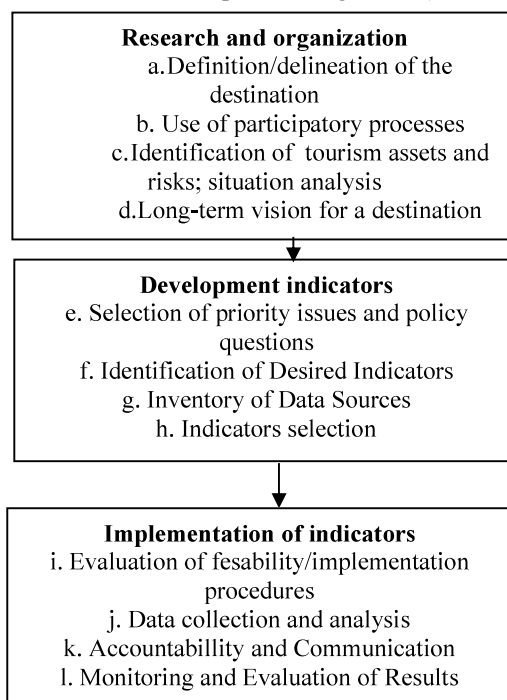 Research and organization
a.Definition/delineation of the
destination
b. Use of participatory processes
c.Identification of tourism assets and
risks; situation analysis
d.Long-term vision for a destination
Development indicators
e. Selection of priority issues and policy
questions
f. Identification of Desired Indicators
g. Inventory of Data Sources
h. Indicators selection
Implementation of indicators
i. Evaluation of fesability/implementation
procedures
j. Data collection and analysis
k. Accountabillity and Communication
l. Monitoring and Evaluation of Results